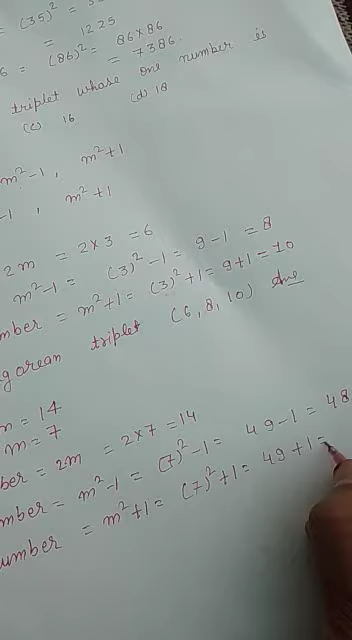 = (35)² =
= 1225
6 = (86)² = 86×86
= 7386.
triplet whose one number is
(c) 16 (d) 18
m²-1, m²+1
-1, m²+1
2m = 2×3 = 6
m²-1 = (3)²-1 = 9-1 = 8
mber = m²+1 = (3)²+1 = 9+1 = 10
gorean triplet (6, 8, 10) Ans
m = 14
m = 7
ber = 2m = 2×7 = 14
mber = m²-1 = (7)²-1 = 49-1 = 48
umber = m²+1 = (7)²+1 = 49+1 =